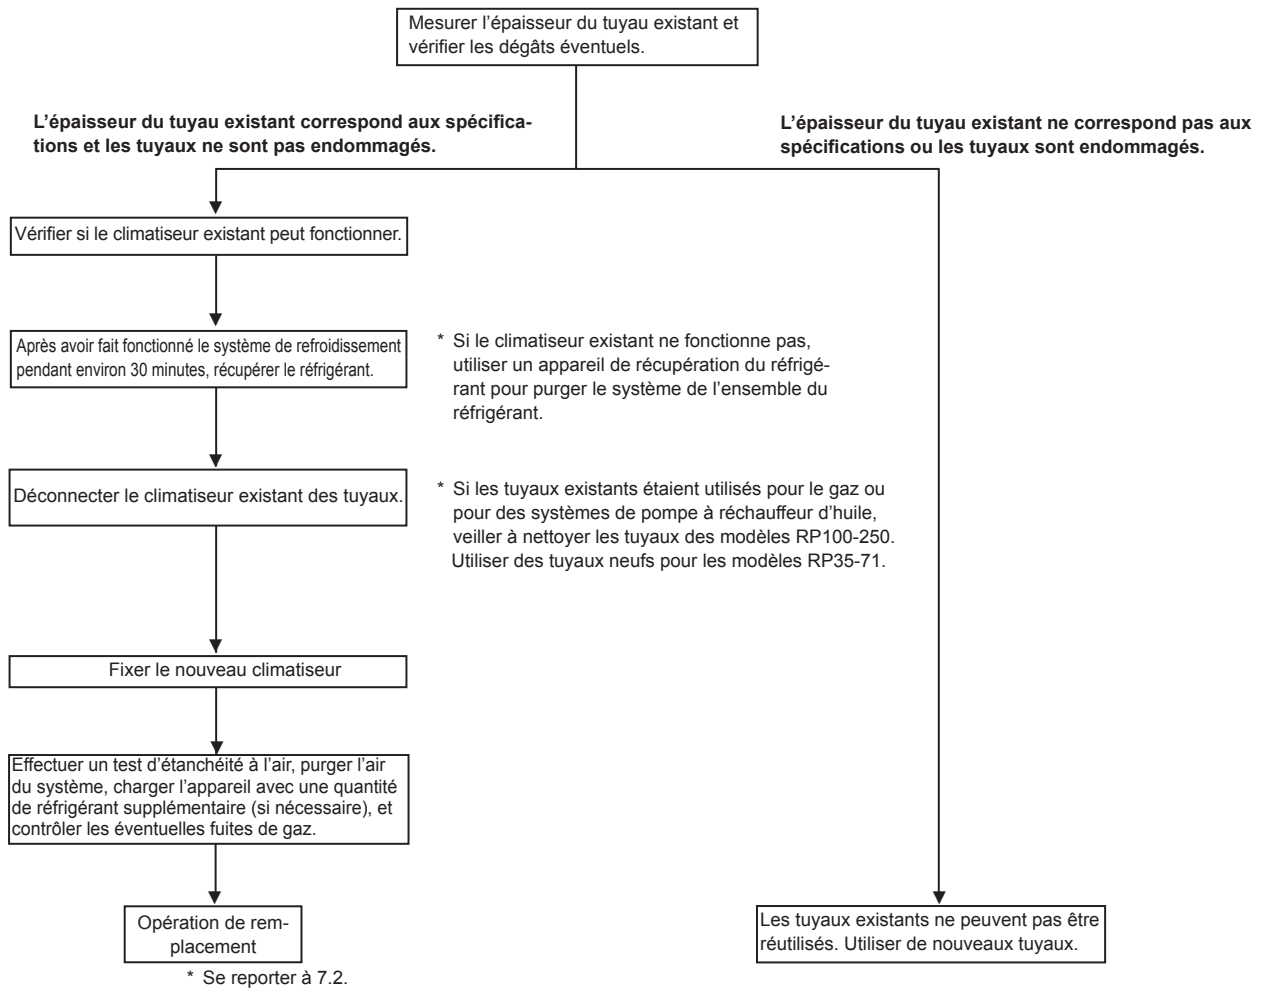 Mesurer l'épaisseur du tuyau existant et
vérifier les dégâts éventuels.
L'épaisseur du tuyau existant correspond aux spécifica-
tions et les tuyaux ne sont pas endommagés.
L'épaisseur du tuyau existant ne correspond pas aux
spécifications ou les tuyaux sont endommagés.
Vérifier si le climatiseur existant peut fonctionner.
Après avoir fait fonctionné le système de refroidissement
pendant environ 30 minutes, récupérer le réfrigérant.
* Si le climatiseur existant ne fonctionne pas,
utiliser un appareil de récupération du réfrigé-
rant pour purger le système de l'ensemble du
réfrigérant.
Déconnecter le climatiseur existant des tuyaux.
* Si les tuyaux existants étaient utilisés pour le gaz ou
pour des systèmes de pompe à réchauffeur d'huile,
veiller à nettoyer les tuyaux des modèles RP100-250.
Utiliser des tuyaux neufs pour les modèles RP35-71.
Fixer le nouveau climatiseur
Effectuer un test d'étanchéité à l'air, purger l'air
du système, charger l'appareil avec une quantité
de réfrigérant supplémentaire (si nécessaire), et
contrôler les éventuelles fuites de gaz.
Opération de rem-
placement
* Se reporter à 7.2.
Les tuyaux existants ne peuvent pas être
réutilisés. Utiliser de nouveaux tuyaux.